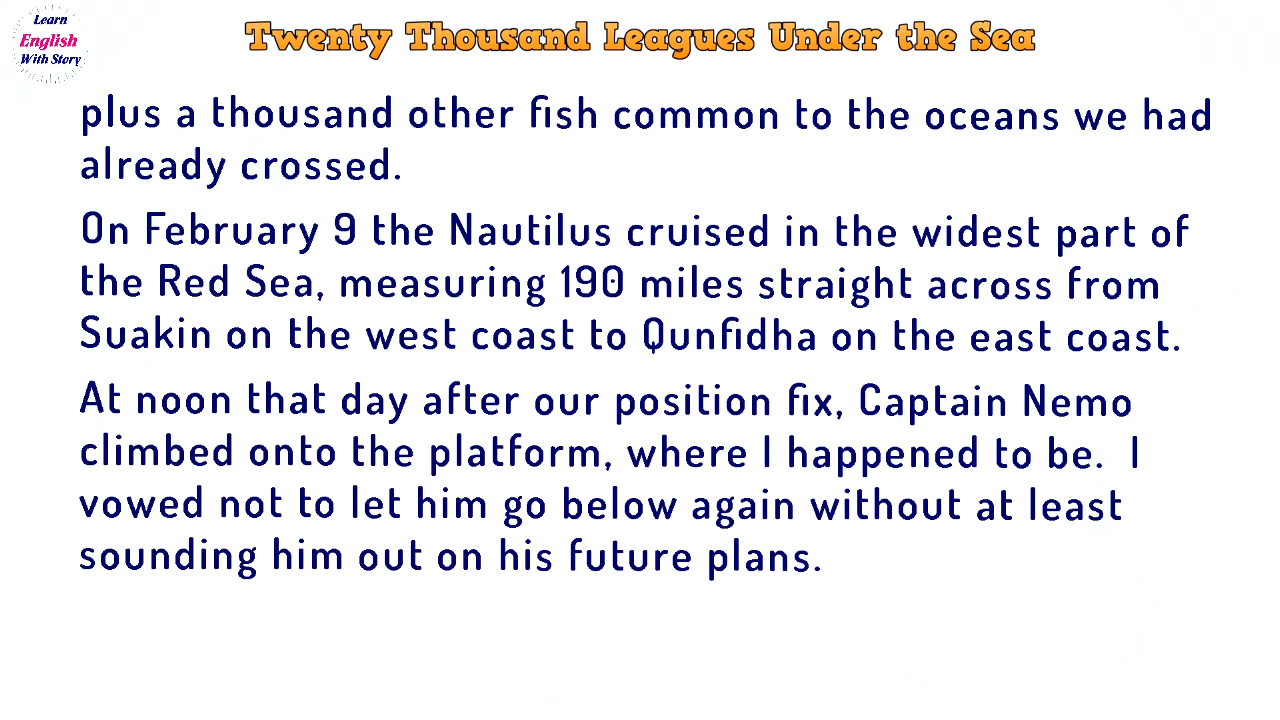 Learn
English
With Story
Twenty Thousand Leagues Under the Sea
plus a thousand other fish common to the oceans we had
already crossed.
On February 9 the Nautilus cruised in the widest part of
the Red Sea, measuring 190 miles straight across from
Suakin on the west coast to Qunfidha on the east coast.
At noon that day after our position fix, Captain Nemo
climbed onto the platform, where I happened to be.  I
vowed not to let him go below again without at least
sounding him out on his future plans.